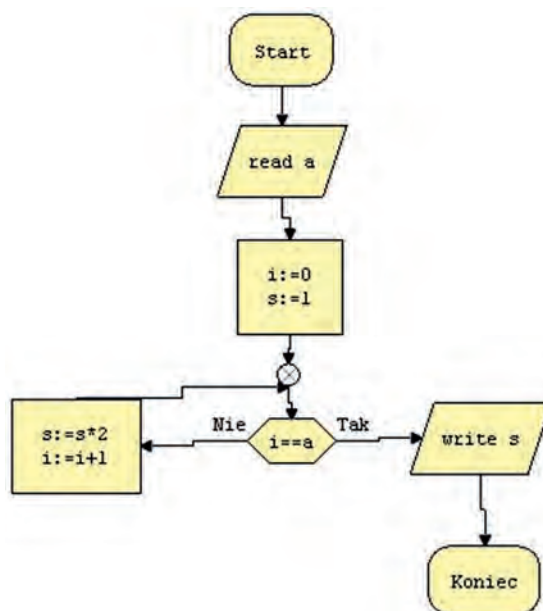 Start
read a
i:=0
s:=1
Nie
Tak
s:=s*2
i:=i+1
i==a
write s
Koniec